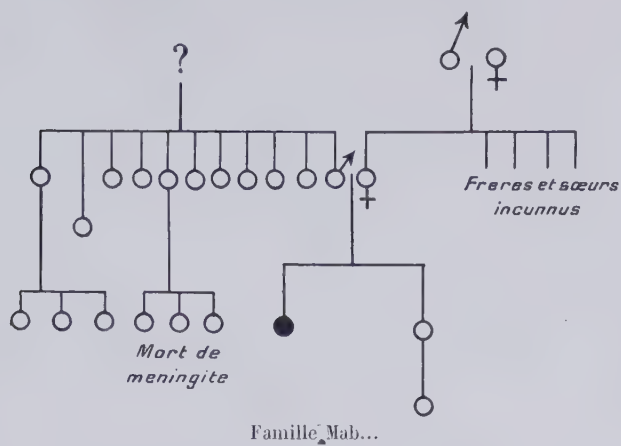 ?
Freres et sœurs
incunnus
Mort de
meningite
Famille Mab...